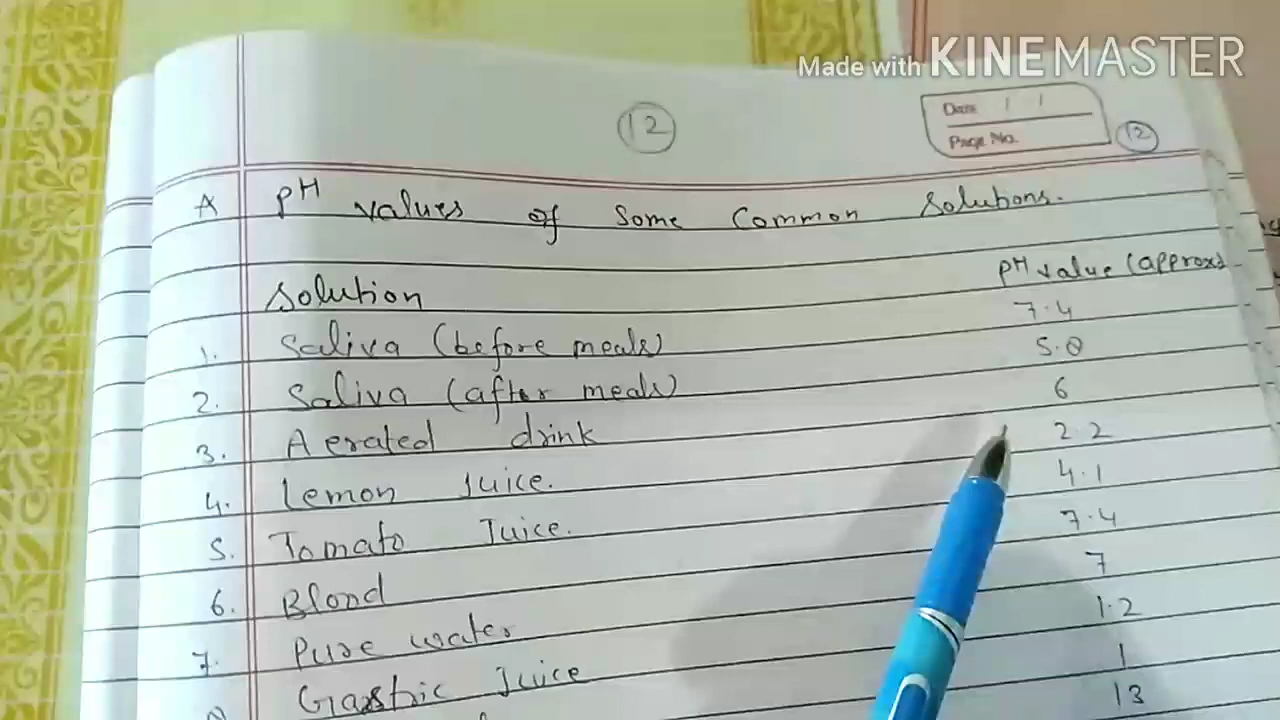 Made with KINEMASTER
12
Date / /
Page No.
12
A PH values of Some Common Solutions.
Solution PH value (approx)
7.4
1. Saliva (before meals) 5.8
2. Saliva (after meals) 6
3. Aerated drink 2.2
4. Lemon Juice. 4.1
5. Tomato Juice. 7.4
6. Blood 7
7. Pure water 1.2
Gastric Juice 1
13